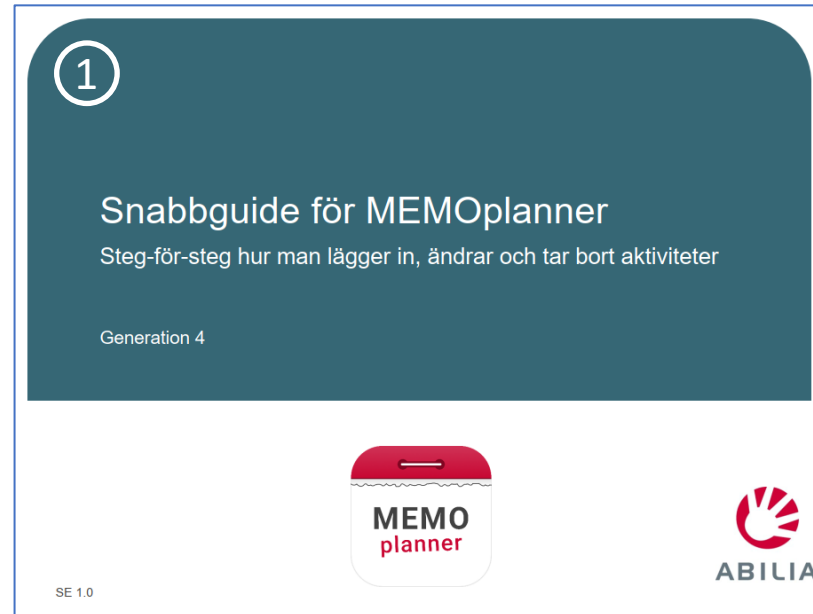 1
Snabbguide för MEMOplanner
Steg-för-steg hur man lägger in, ändrar och tar bort aktiviteter
Generation 4
MEMO
planner
ABILIA
SE 1.0